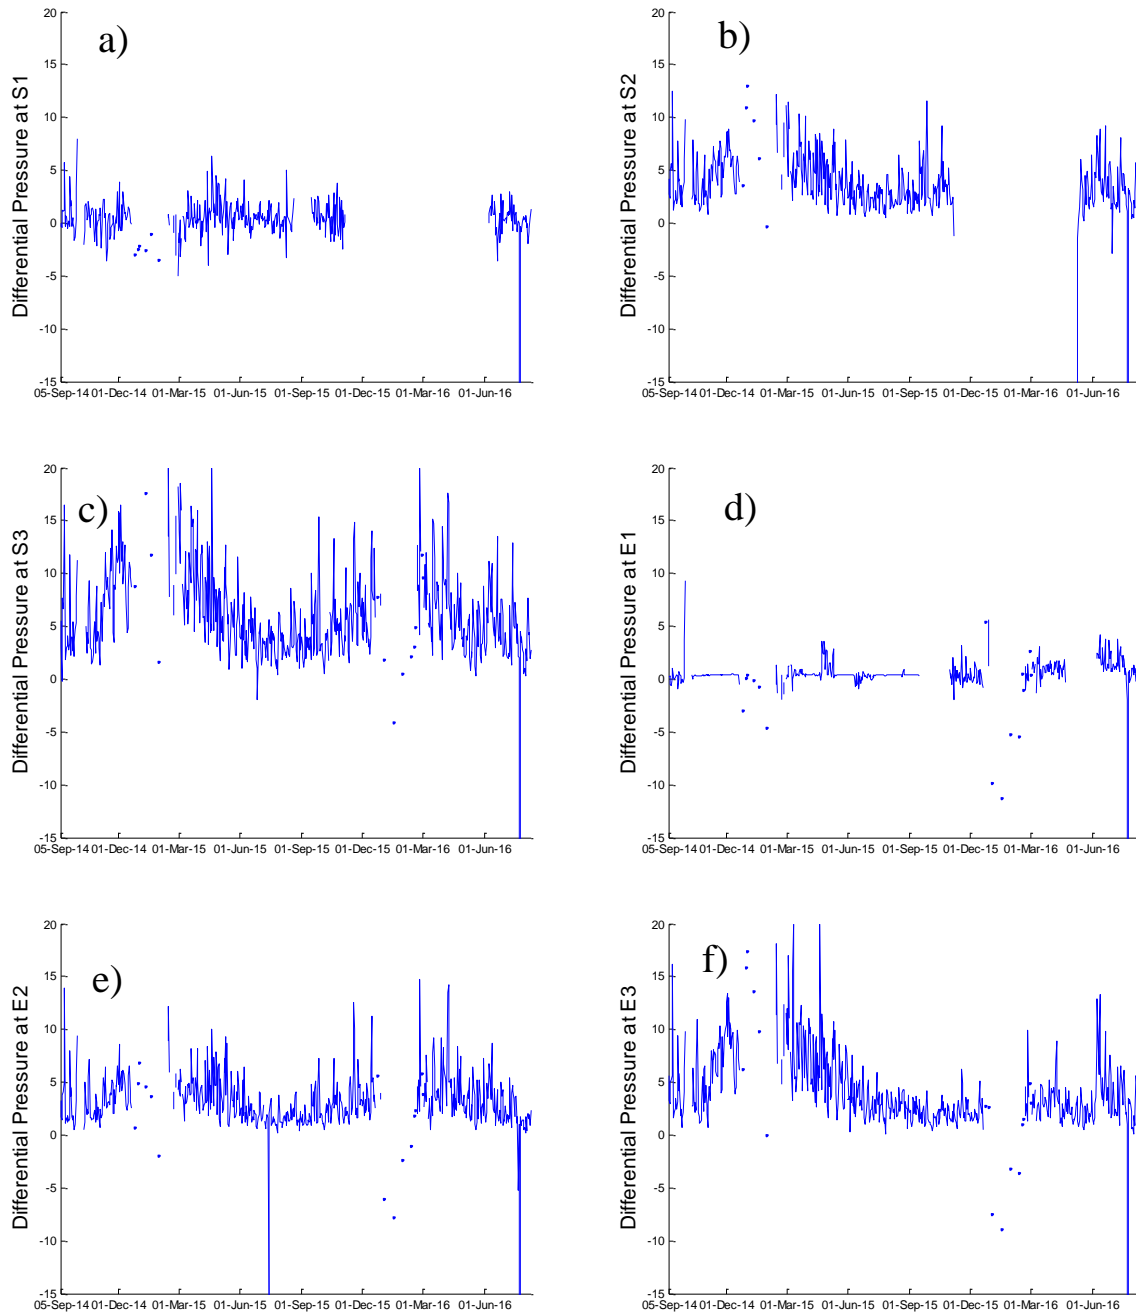 a)
Differential Pressure at S1
20
15
10
5
0
-5
-10
-15
05-Sep-14 01-Dec-14 01-Mar-15 01-Jun-15 01-Sep-15 01-Dec-15 01-Mar-16 01-Jun-16
b)
Differential Pressure at S2
20
15
10
5
0
-5
-10
-15
05-Sep-14 01-Dec-14 01-Mar-15 01-Jun-15 01-Sep-15 01-Dec-15 01-Mar-16 01-Jun-16
c)
Differential Pressure at S3
20
15
10
5
0
-5
-10
-15
05-Sep-14 01-Dec-14 01-Mar-15 01-Jun-15 01-Sep-15 01-Dec-15 01-Mar-16 01-Jun-16
d)
Differential Pressure at E1
20
15
10
5
0
-5
-10
-15
05-Sep-14 01-Dec-14 01-Mar-15 01-Jun-15 01-Sep-15 01-Dec-15 01-Mar-16 01-Jun-16
e)
Differential Pressure at E2
20
15
10
5
0
-5
-10
-15
05-Sep-14 01-Dec-14 01-Mar-15 01-Jun-15 01-Sep-15 01-Dec-15 01-Mar-16 01-Jun-16
f)
Differential Pressure at E3
20
15
10
5
0
-5
-10
-15
05-Sep-14 01-Dec-14 01-Mar-15 01-Jun-15 01-Sep-15 01-Dec-15 01-Mar-16 01-Jun-16